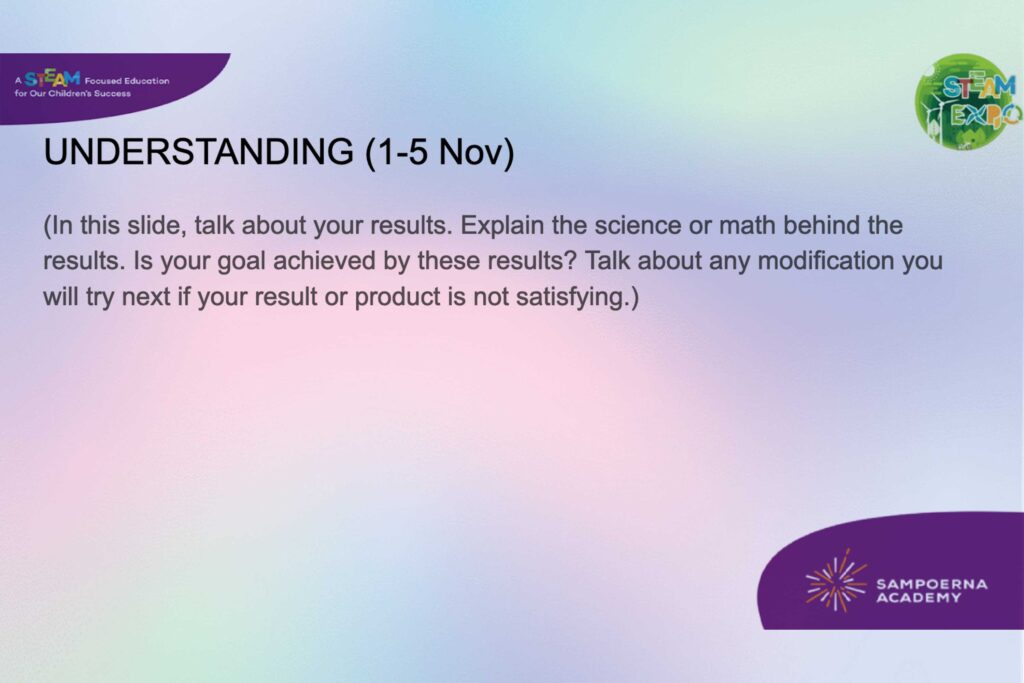 A STEAM Focused Education
for Our Children's Success
STEAM
EXPO
UNDERSTANDING (1-5 Nov)
(In this slide, talk about your results. Explain the science or math behind the
results. Is your goal achieved by these results? Talk about any modification you
will try next if your result or product is not satisfying.)
SAMPOERNA
ACADEMY